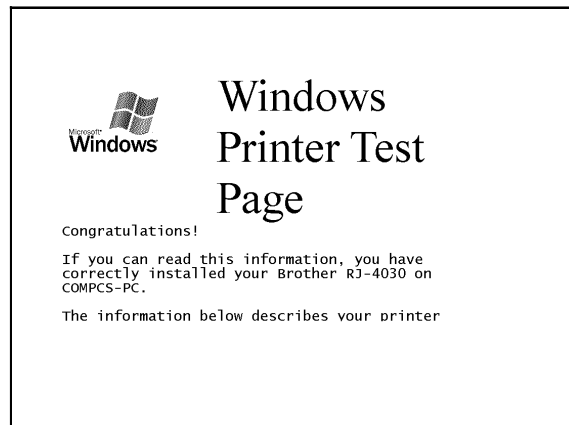 Microsoft
Windows
Windows
Printer Test
Page
Congratulations!
If you can read this information, you have
correctly installed your Brother RJ-4030 on
COMPCS-PC.
The information below describes your printer